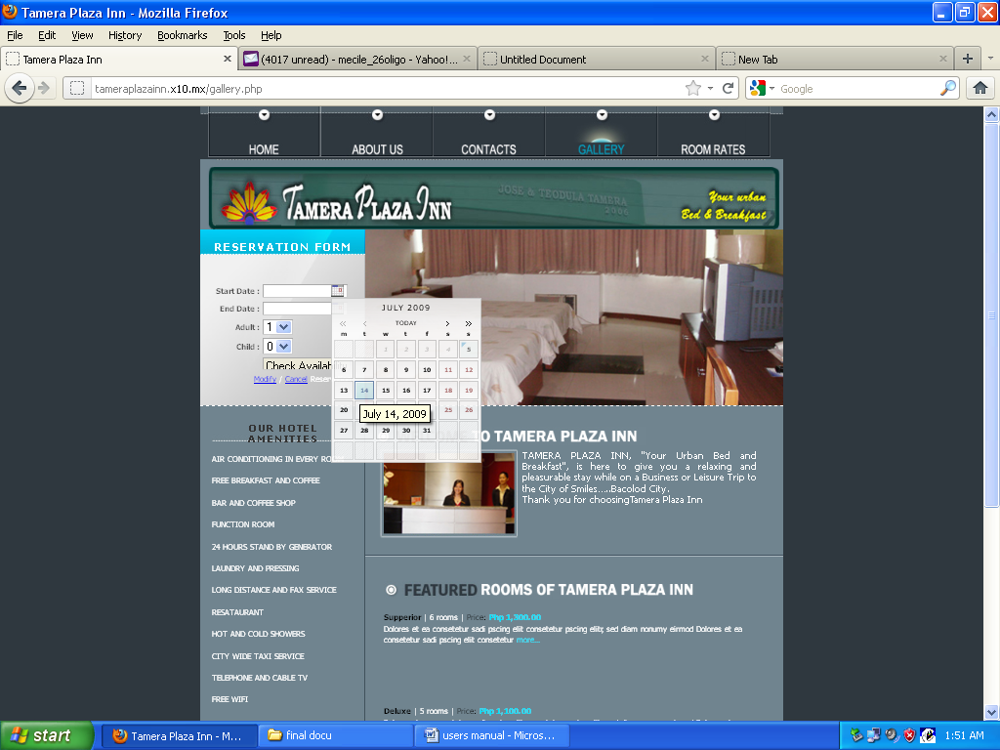 Tamera Plaza Inn - Mozilla Firefox
File Edit View History Bookmarks Tools Help
Tamera Plaza Inn
(4017 unread) - mecile_26oligo - Yahoo!...
Untitled Document
New Tab
tameraplazainn.x10.mx/gallery.php
Google
HOME
ABOUT US
CONTACTS
GALLERY
ROOM RATES
TAMERA PLAZA INN
JOSE & TEODULA TAMERA
2006
Your urban
Bed & Breakfast
RESERVATION FORM
Start Date :
End Date :
Adult : 1
Child : 0
Check Availab
Modify / Cancel Reser
JULY 2009
« ‹ TODAY › »
m t w t f s s
1 2 3 4 5
6 7 8 9 10 11 12
13 14 15 16 17 18 19
20 25 26
July 14, 2009
27 28 29 30 31
OUR HOTEL
AMENITIES
AIR CONDITIONING IN EVERY RO
FREE BREAKFAST AND COFFEE
BAR AND COFFEE SHOP
FUNCTION ROOM
24 HOURS STAND BY GENERATOR
LAUNDRY AND PRESSING
LONG DISTANCE AND FAX SERVICE
RESATAURANT
HOT AND COLD SHOWERS
CITY WIDE TAXI SERVICE
TELEPHONE AND CABLE TV
FREE WIFI
TO TAMERA PLAZA INN
TAMERA PLAZA INN, "Your Urban Bed and
Breakfast", is here to give you a relaxing and
pleasurable stay while on a Business or Leisure Trip to
the City of Smiles.....Bacolod City.
Thank you for choosingTamera Plaza Inn
FEATURED ROOMS OF TAMERA PLAZA INN
Supperior | 6 rooms | Price: Php 1,300.00
Dolores et ea consetetur sadi pscing elit consetetur pscing elitr, sed diam nonumy eirmod Dolores et ea
consetetur sadi pscing elit consetetur more...
Deluxe | 5 rooms | Price: Php 1,100.00
start
Tamera Plaza Inn - M...
final docu
users manual - Micros...
1:51 AM